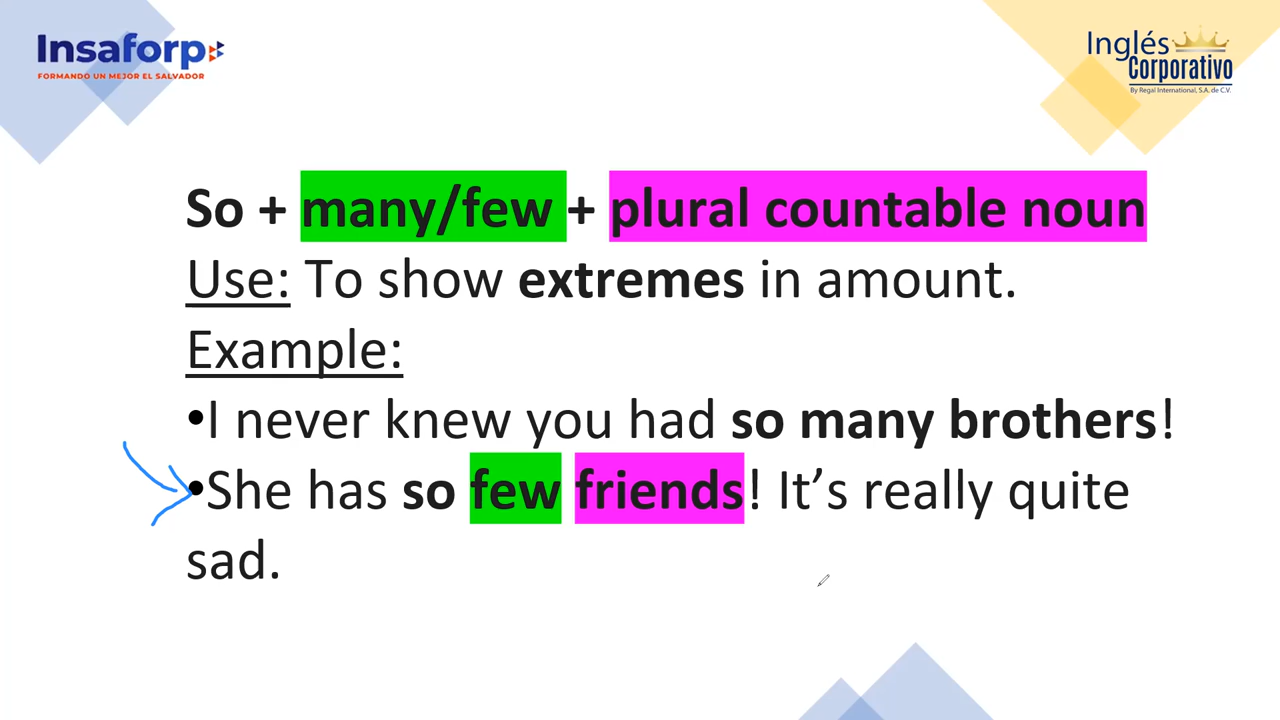 Insaforp
FORMANDO UN MEJOR EL SALVADOR
Inglés
Corporativo
By Regal International, S.A. de C.V.
So + many/few + plural countable noun
Use: To show extremes in amount.
Example:
•I never knew you had so many brothers!
•She has so few friends! It’s really quite
sad.